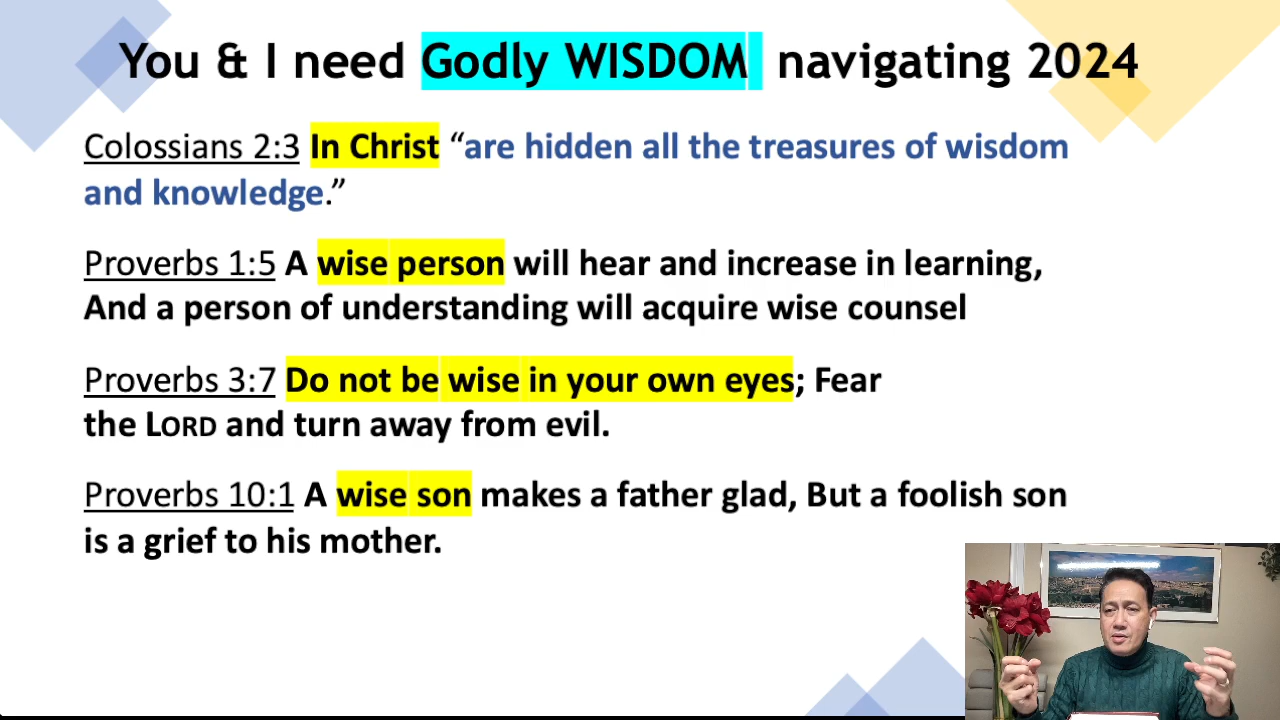 You & I need Godly WISDOM navigating 2024
Colossians 2:3 In Christ “are hidden all the treasures of wisdom
and knowledge.”
Proverbs 1:5 A wise person will hear and increase in learning,
And a person of understanding will acquire wise counsel
Proverbs 3:7 Do not be wise in your own eyes; Fear
the LORD and turn away from evil.
Proverbs 10:1 A wise son makes a father glad, But a foolish son
is a grief to his mother.